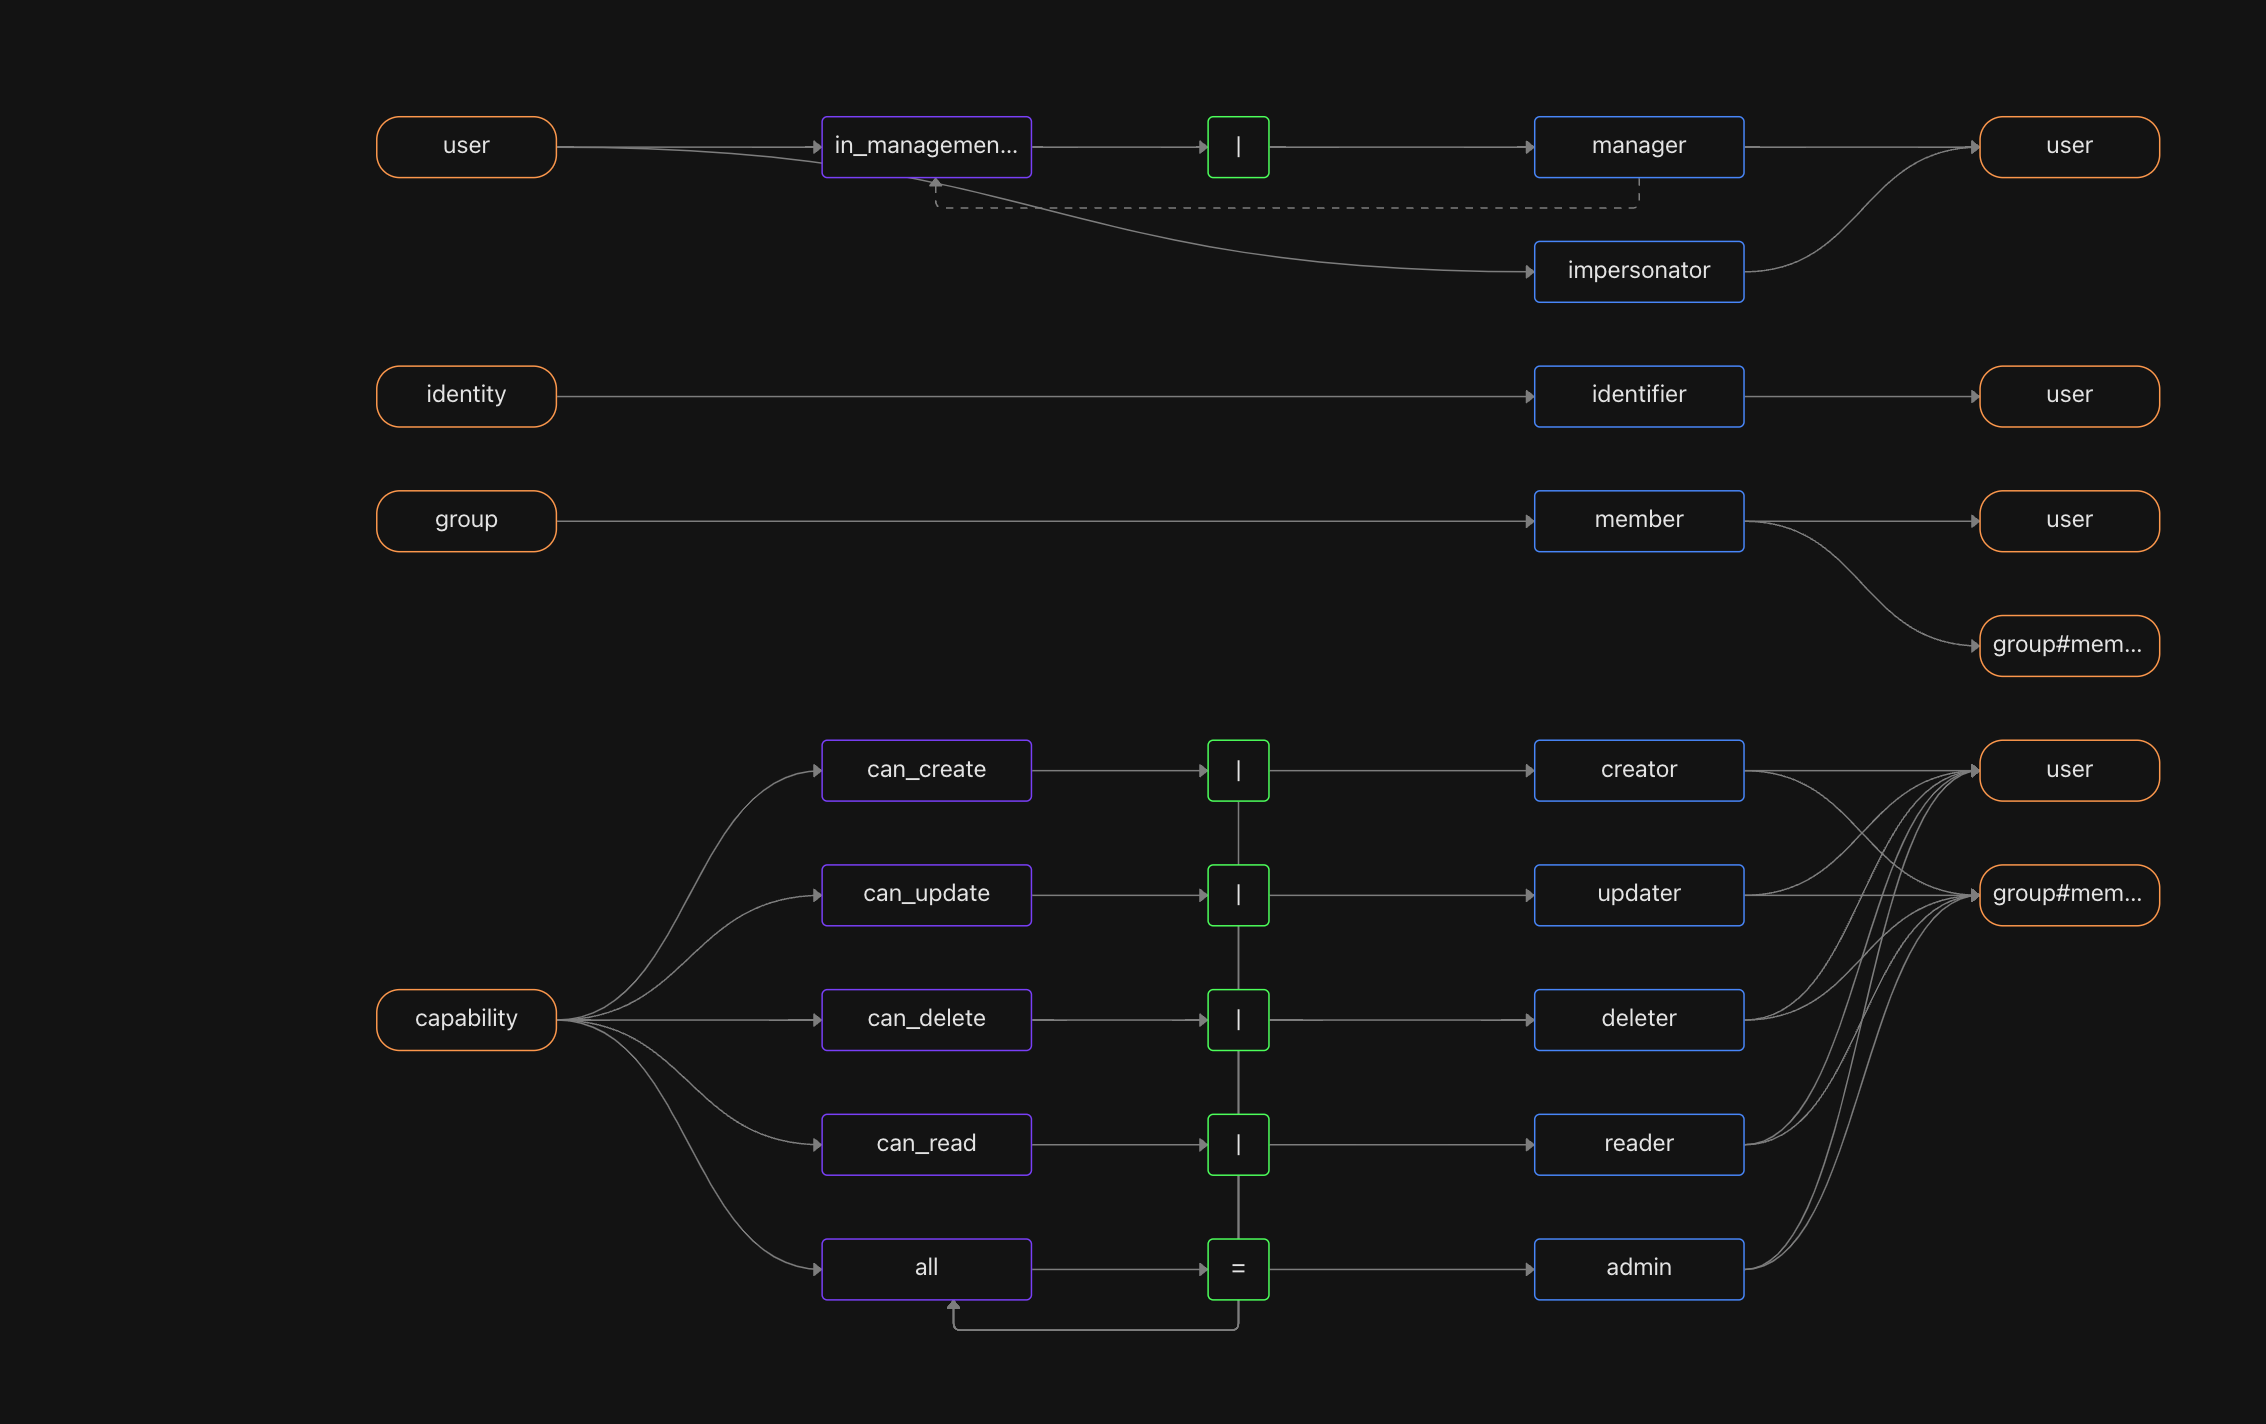 user
in_managemen...
|
manager
user
impersonator
identity
identifier
user
group
member
user
group#mem...
can_create
|
creator
user
can_update
|
updater
group#mem...
capability
can_delete
|
deleter
can_read
|
reader
all
=
admin